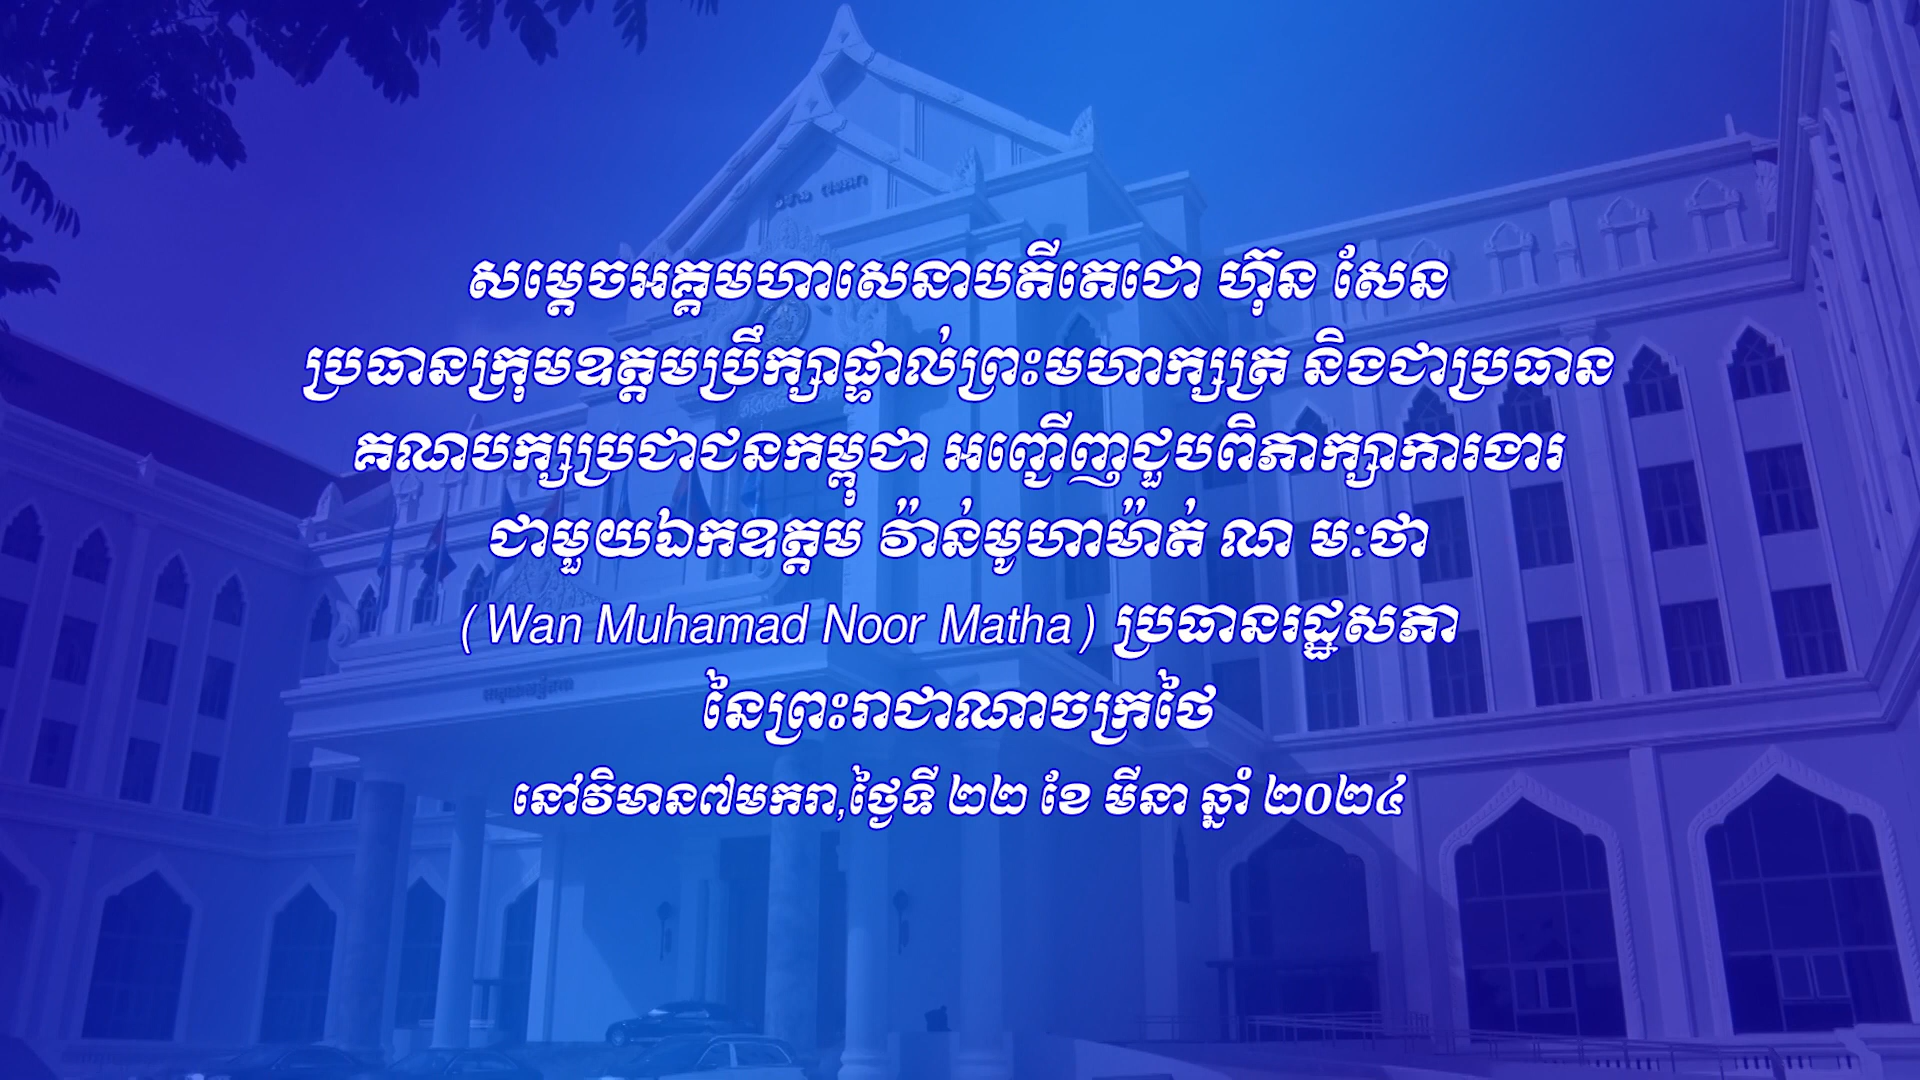 សម្តេចអគ្គមហាសេនាបតីតេជោ ហ៊ុន សែន
ប្រធានក្រុមឧត្តមប្រឹក្សាផ្ទាល់ព្រះមហាក្សត្រ និងជាប្រធាន
គណបក្សប្រជាជនកម្ពុជា អញ្ជើញជួបពិភាក្សាការងារ
ជាមួយឯកឧត្តម វ៉ាន់មូហាម៉ាត់ ណ មៈថា
(Wan Muhamad Noor Matha) ប្រធានរដ្ឋសភា
នៃព្រះរាជាណាចក្រថៃ
នៅវិមាន៧មករា,ថ្ងៃទី ២២ ខែ មីនា ឆ្នាំ ២០២៤